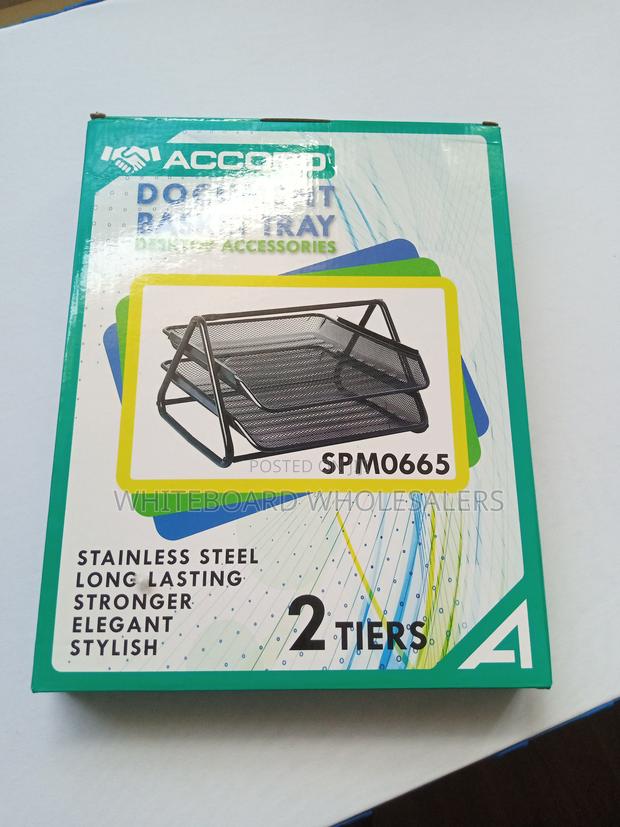 ACCORD
DOCUMENT
BASKET TRAY
DESKTOP ACCESSORIES
POSTED ON
SPM0665
WHITEBOARD WHOLESALERS
STAINLESS STEEL
LONG LASTING
STRONGER
ELEGANT
STYLISH
2 TIERS
A